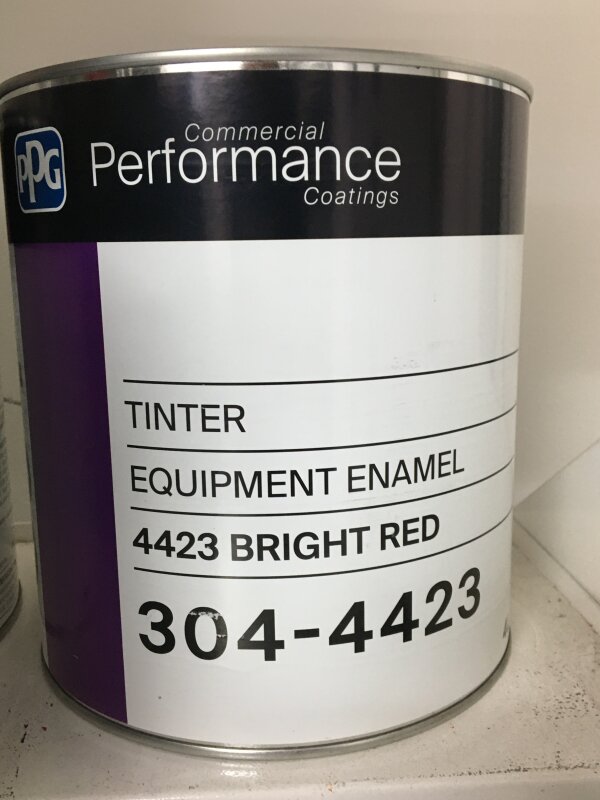 PPG
Commercial
Performance
Coatings
TINTER
EQUIPMENT ENAMEL
4423 BRIGHT RED
304-4423